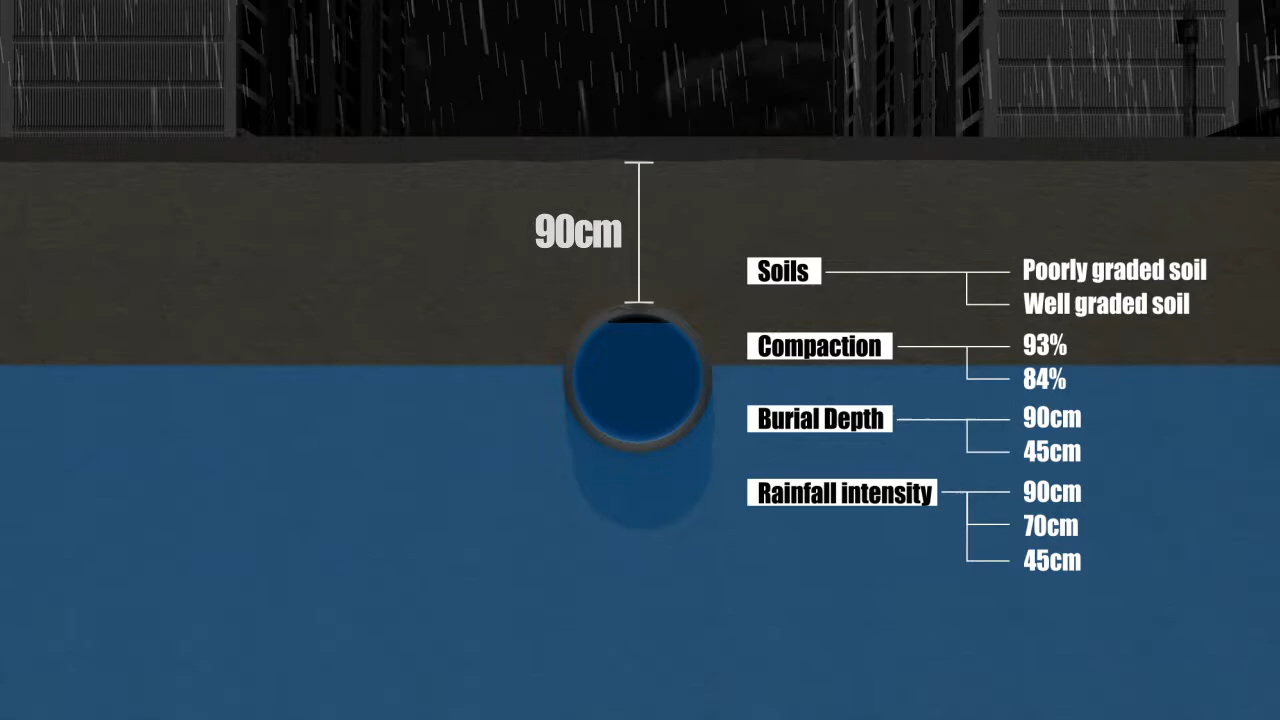 90cm
Soils
Poorly graded soil
Well graded soil
Compaction
93%
84%
Burial Depth
90cm
45cm
Rainfall intensity
90cm
70cm
45cm